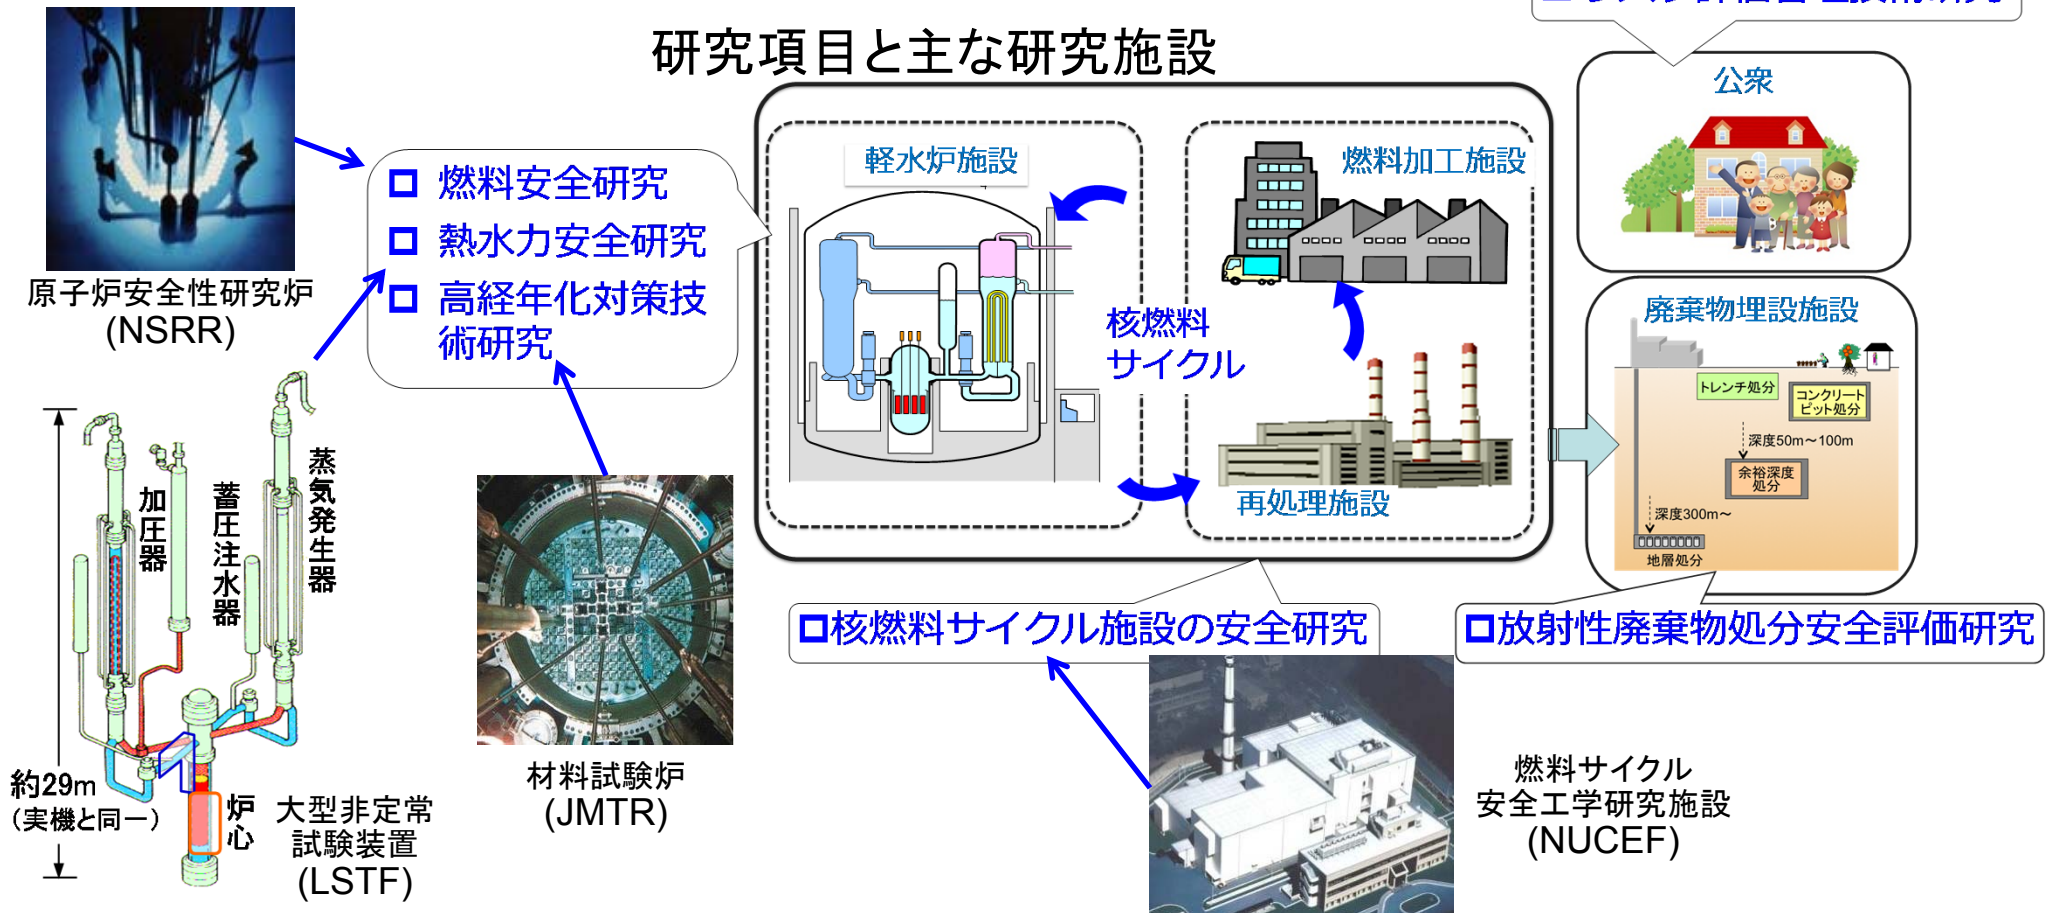 研究項目と主な研究施設
原子炉安全性研究炉
(NSRR)
燃料安全研究
熱水力安全研究
高経年化対策技
術研究
軽水炉施設
核燃料
サイクル
燃料加工施設
再処理施設
公衆
廃棄物埋設施設
トレンチ処分
コンクリート
ピット処分
深度50m～100m
余裕深度
処分
深度300m～
地層処分
加圧器
蓄圧注水器
蒸気発生器
約29m
（実機と同一）
炉心
大型非定常
試験装置
(LSTF)
材料試験炉
(JMTR)
核燃料サイクル施設の安全研究
放射性廃棄物処分安全評価研究
燃料サイクル
安全工学研究施設
(NUCEF)